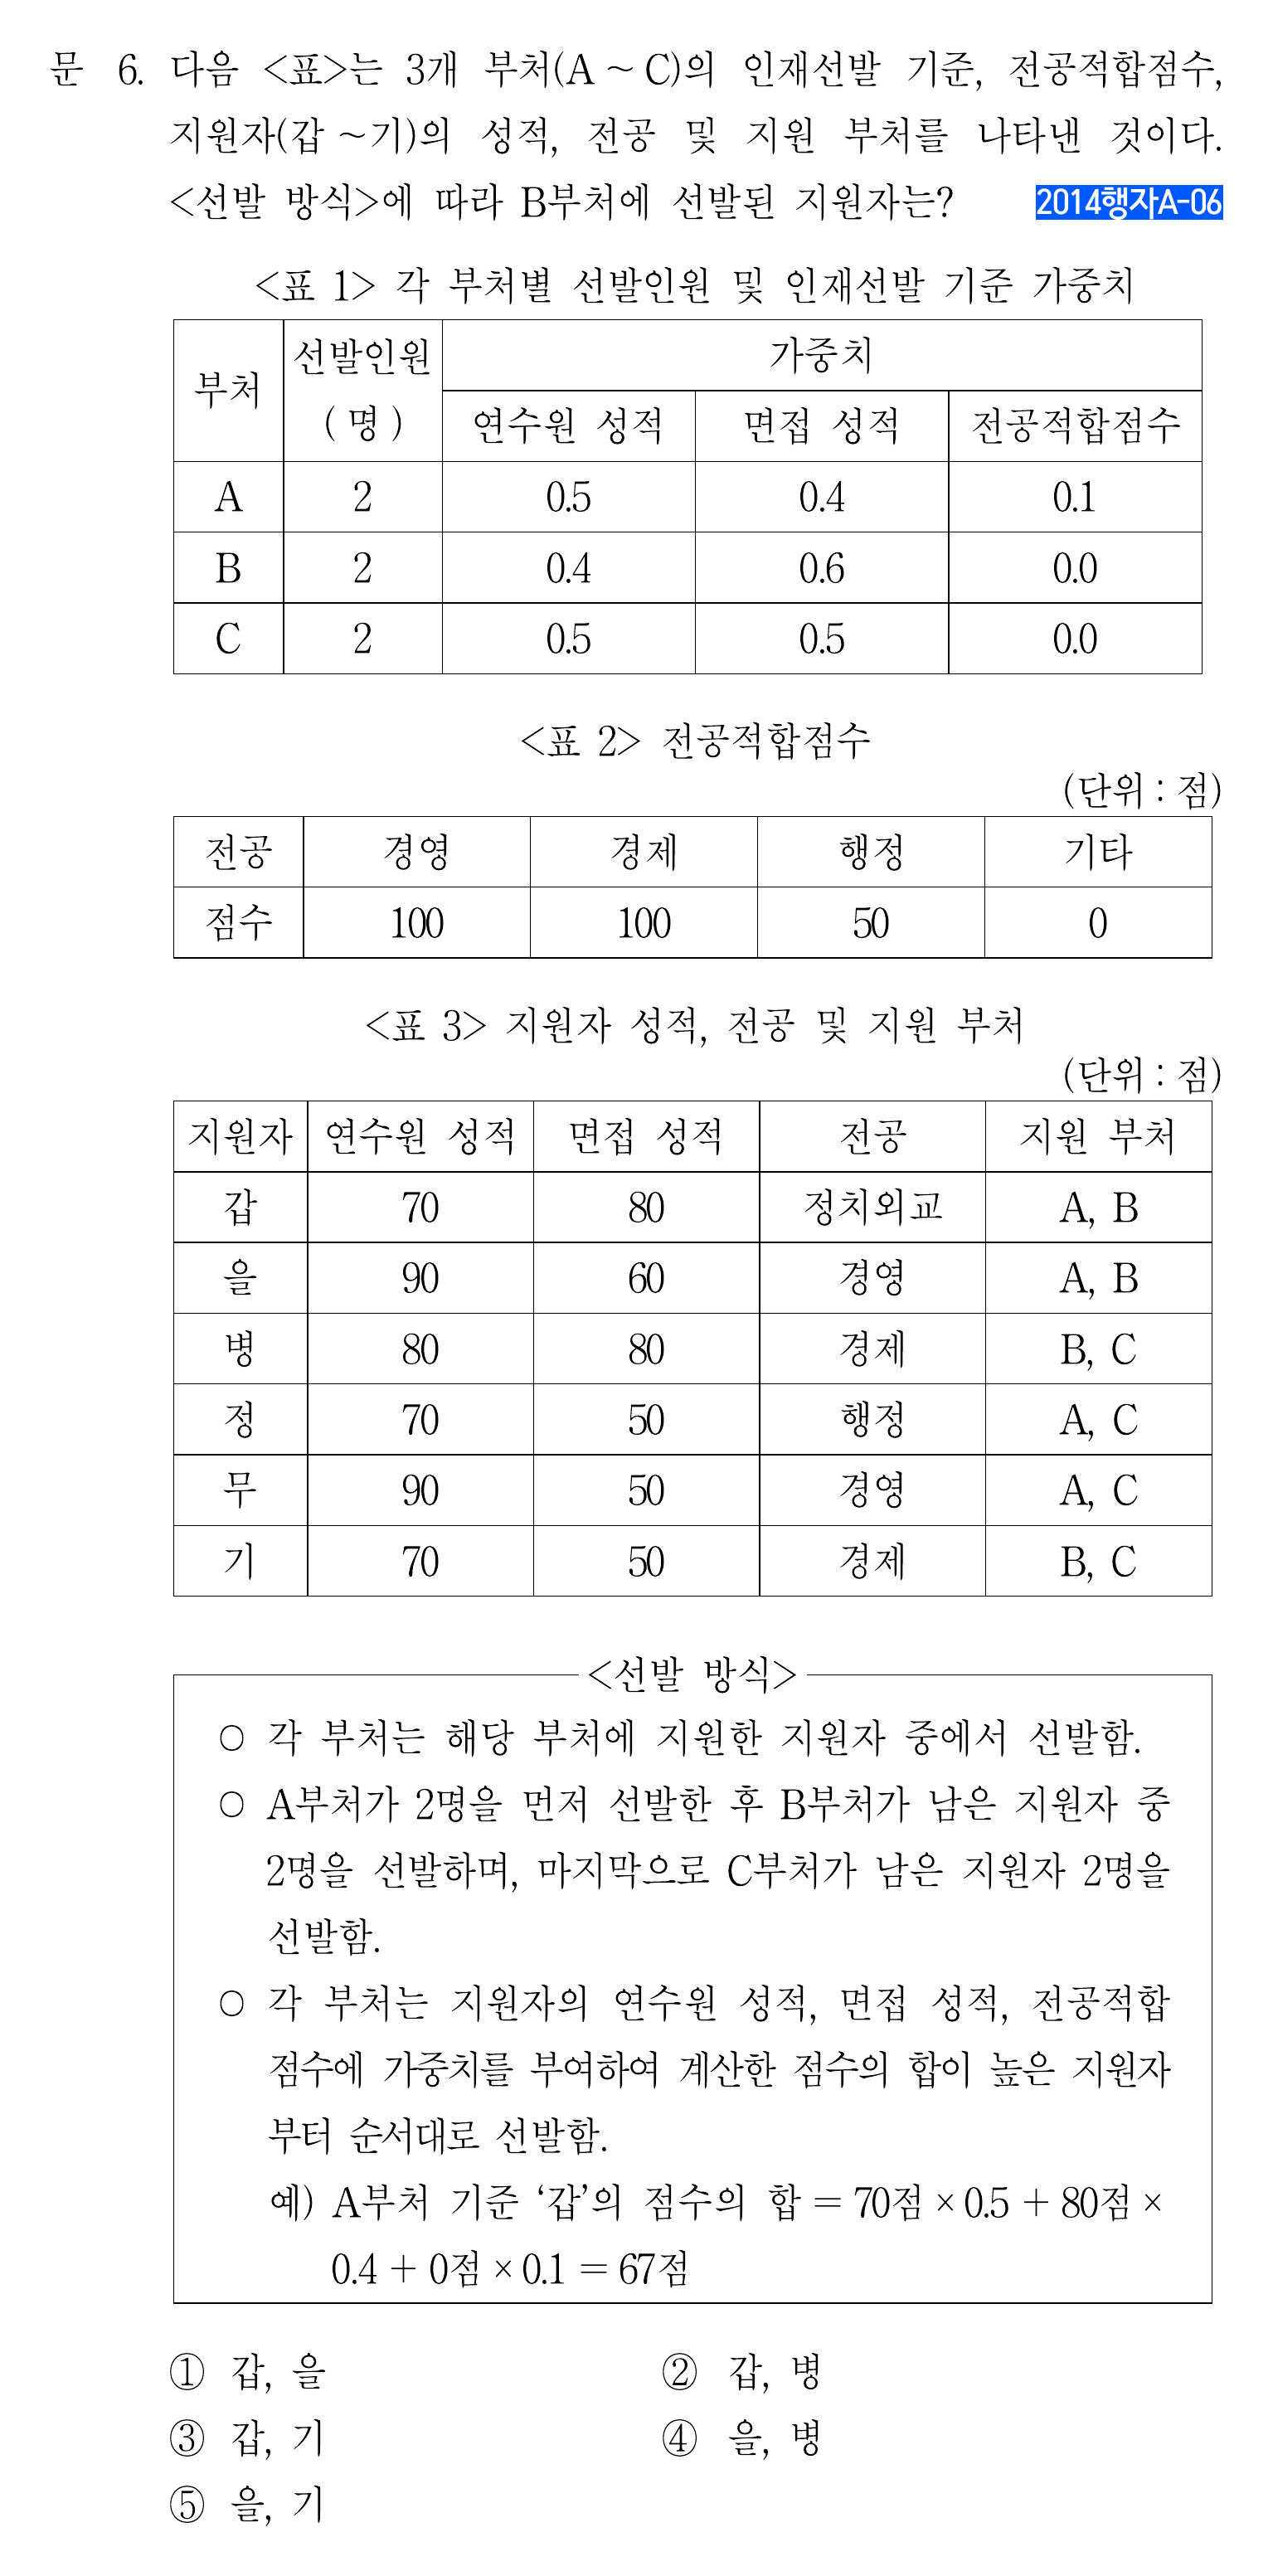 문 6. 다음 <표>는 3개 부처(A ~ C)의 인재선발 기준, 전공적합점수,
지원자(갑 ~기)의 성적, 전공 및 지원 부처를 나타낸 것이다.
<선발 방식>에 따라 B부처에 선발된 지원자는? 2014행자A-06
<표 1> 각 부처별 선발인원 및 인재선발 기준 가중치
부처 선발인원 (명) 가중치
연수원 성적 면접 성적 전공적합점수
A 2 0.5 0.4 0.1
B 2 0.4 0.6 0.0
C 2 0.5 0.5 0.0
<표 2> 전공적합점수
(단위 : 점)
전공 경영 경제 행정 기타
점수 100 100 50 0
<표 3> 지원자 성적, 전공 및 지원 부처
(단위 : 점)
지원자 연수원 성적 면접 성적 전공 지원 부처
갑 70 80 정치외교 A, B
을 90 60 경영 A, B
병 80 80 경제 B, C
정 70 50 행정 A, C
무 90 50 경영 A, C
기 70 50 경제 B, C
<선발 방식>
○ 각 부처는 해당 부처에 지원한 지원자 중에서 선발함.
○ A부처가 2명을 먼저 선발한 후 B부처가 남은 지원자 중
2명을 선발하며, 마지막으로 C부처가 남은 지원자 2명을
선발함.
○ 각 부처는 지원자의 연수원 성적, 면접 성적, 전공적합
점수에 가중치를 부여하여 계산한 점수의 합이 높은 지원자
부터 순서대로 선발함.
예) A부처 기준 ‘갑’의 점수의 합 = 70점 × 0.5 + 80점 ×
0.4 + 0점 × 0.1 = 67점
① 갑, 을 ② 갑, 병
③ 갑, 기 ④ 을, 병
⑤ 을, 기